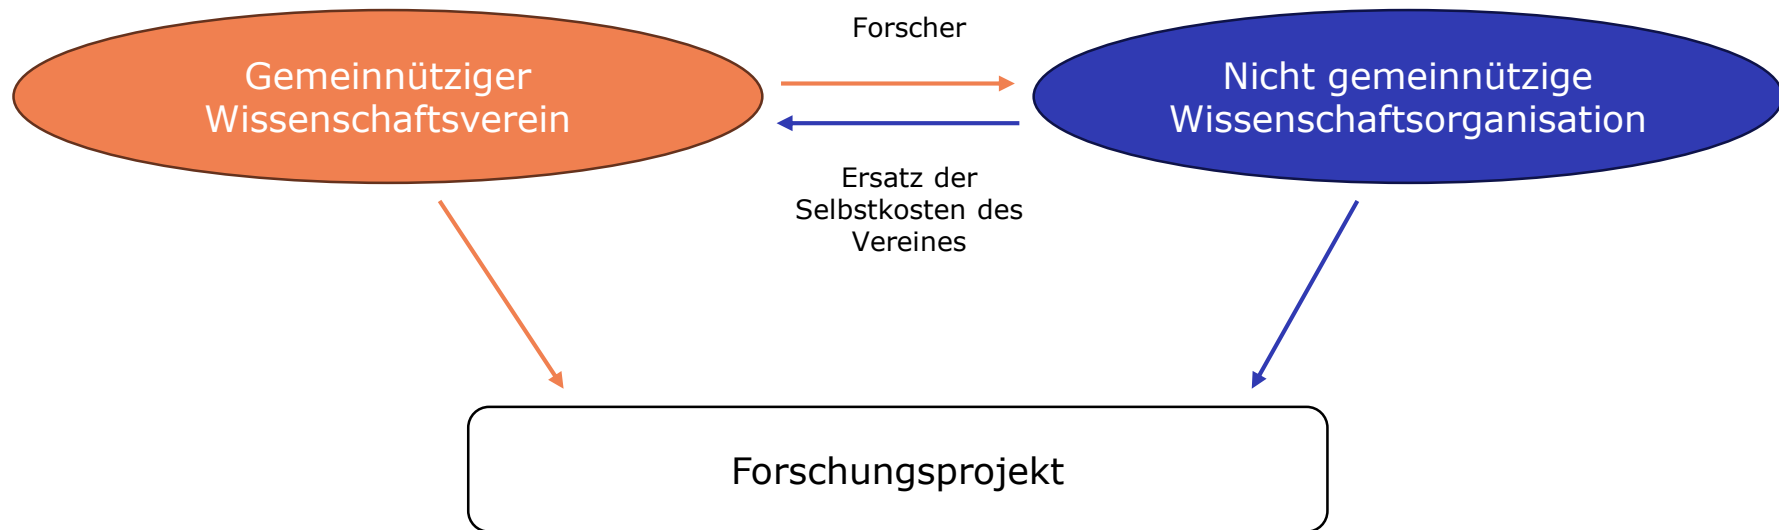 Forscher
Gemeinnütziger
Wissenschaftsverein
Nicht gemeinnützige
Wissenschaftsorganisation
Ersatz der
Selbstkosten des
Vereines
Forschungsprojekt